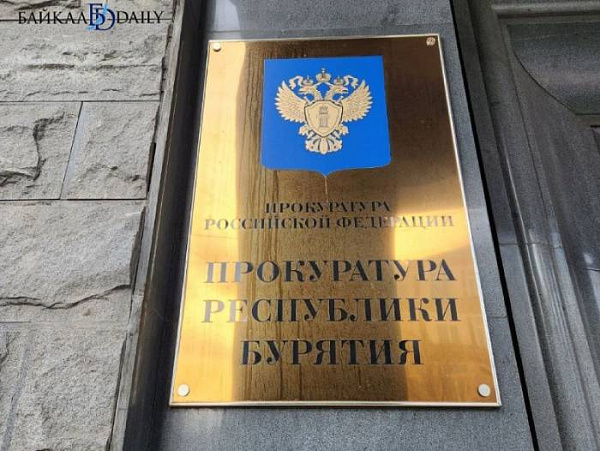 БАЙКАЛ DAILY
ПРОКУРАТУРА
РОССИЙСКОЙ ФЕДЕРАЦИИ
ПРОКУРАТУРА
РЕСПУБЛИКИ
БУРЯТИЯ